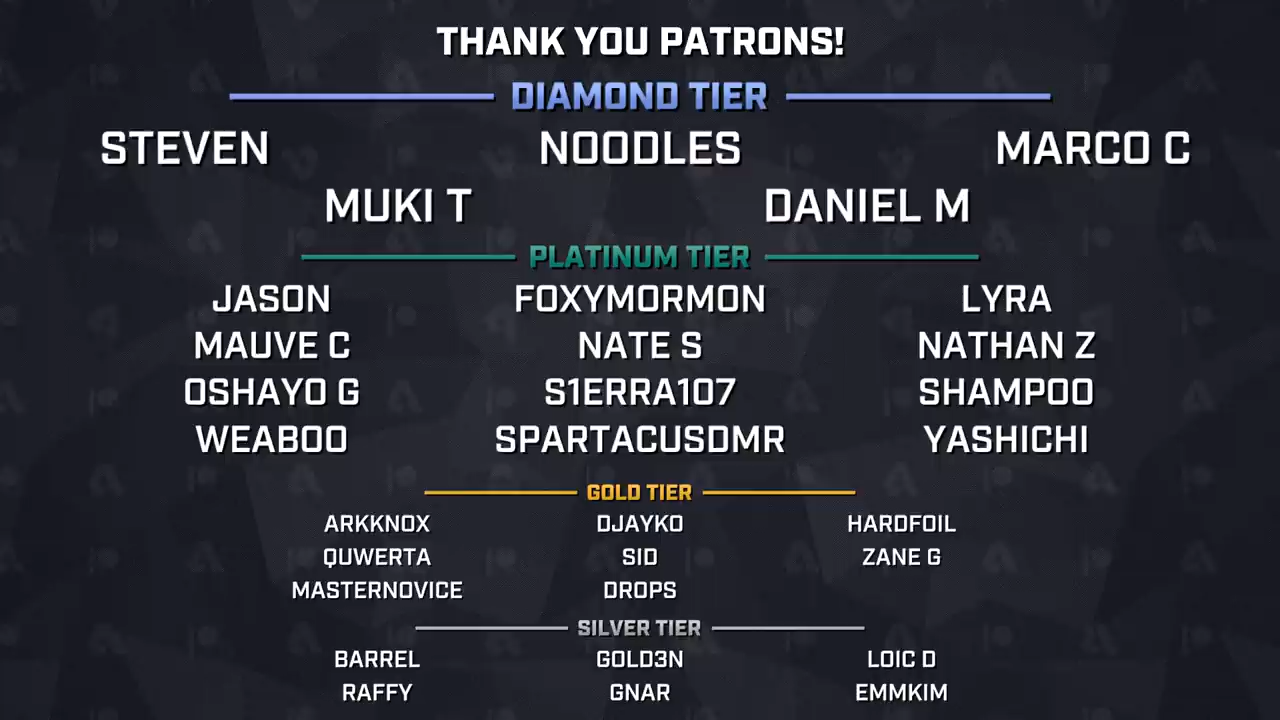 THANK YOU PATRONS!
DIAMOND TIER
STEVEN NOODLES MARCO C
MUKI T DANIEL M
PLATINUM TIER
JASON FOXYMORMON LYRA
MAUVE C NATE S NATHAN Z
OSHAYO G S1ERRA107 SHAMPOO
WEABOO SPARTACUSDMR YASHICHI
GOLD TIER
ARKKNOX DJAYKO HARDFOIL
QUWERTA SID ZANE G
MASTERNOVICE DROPS
SILVER TIER
BARREL GOLD3N LOIC D
RAFFY GNAR EMMKIM